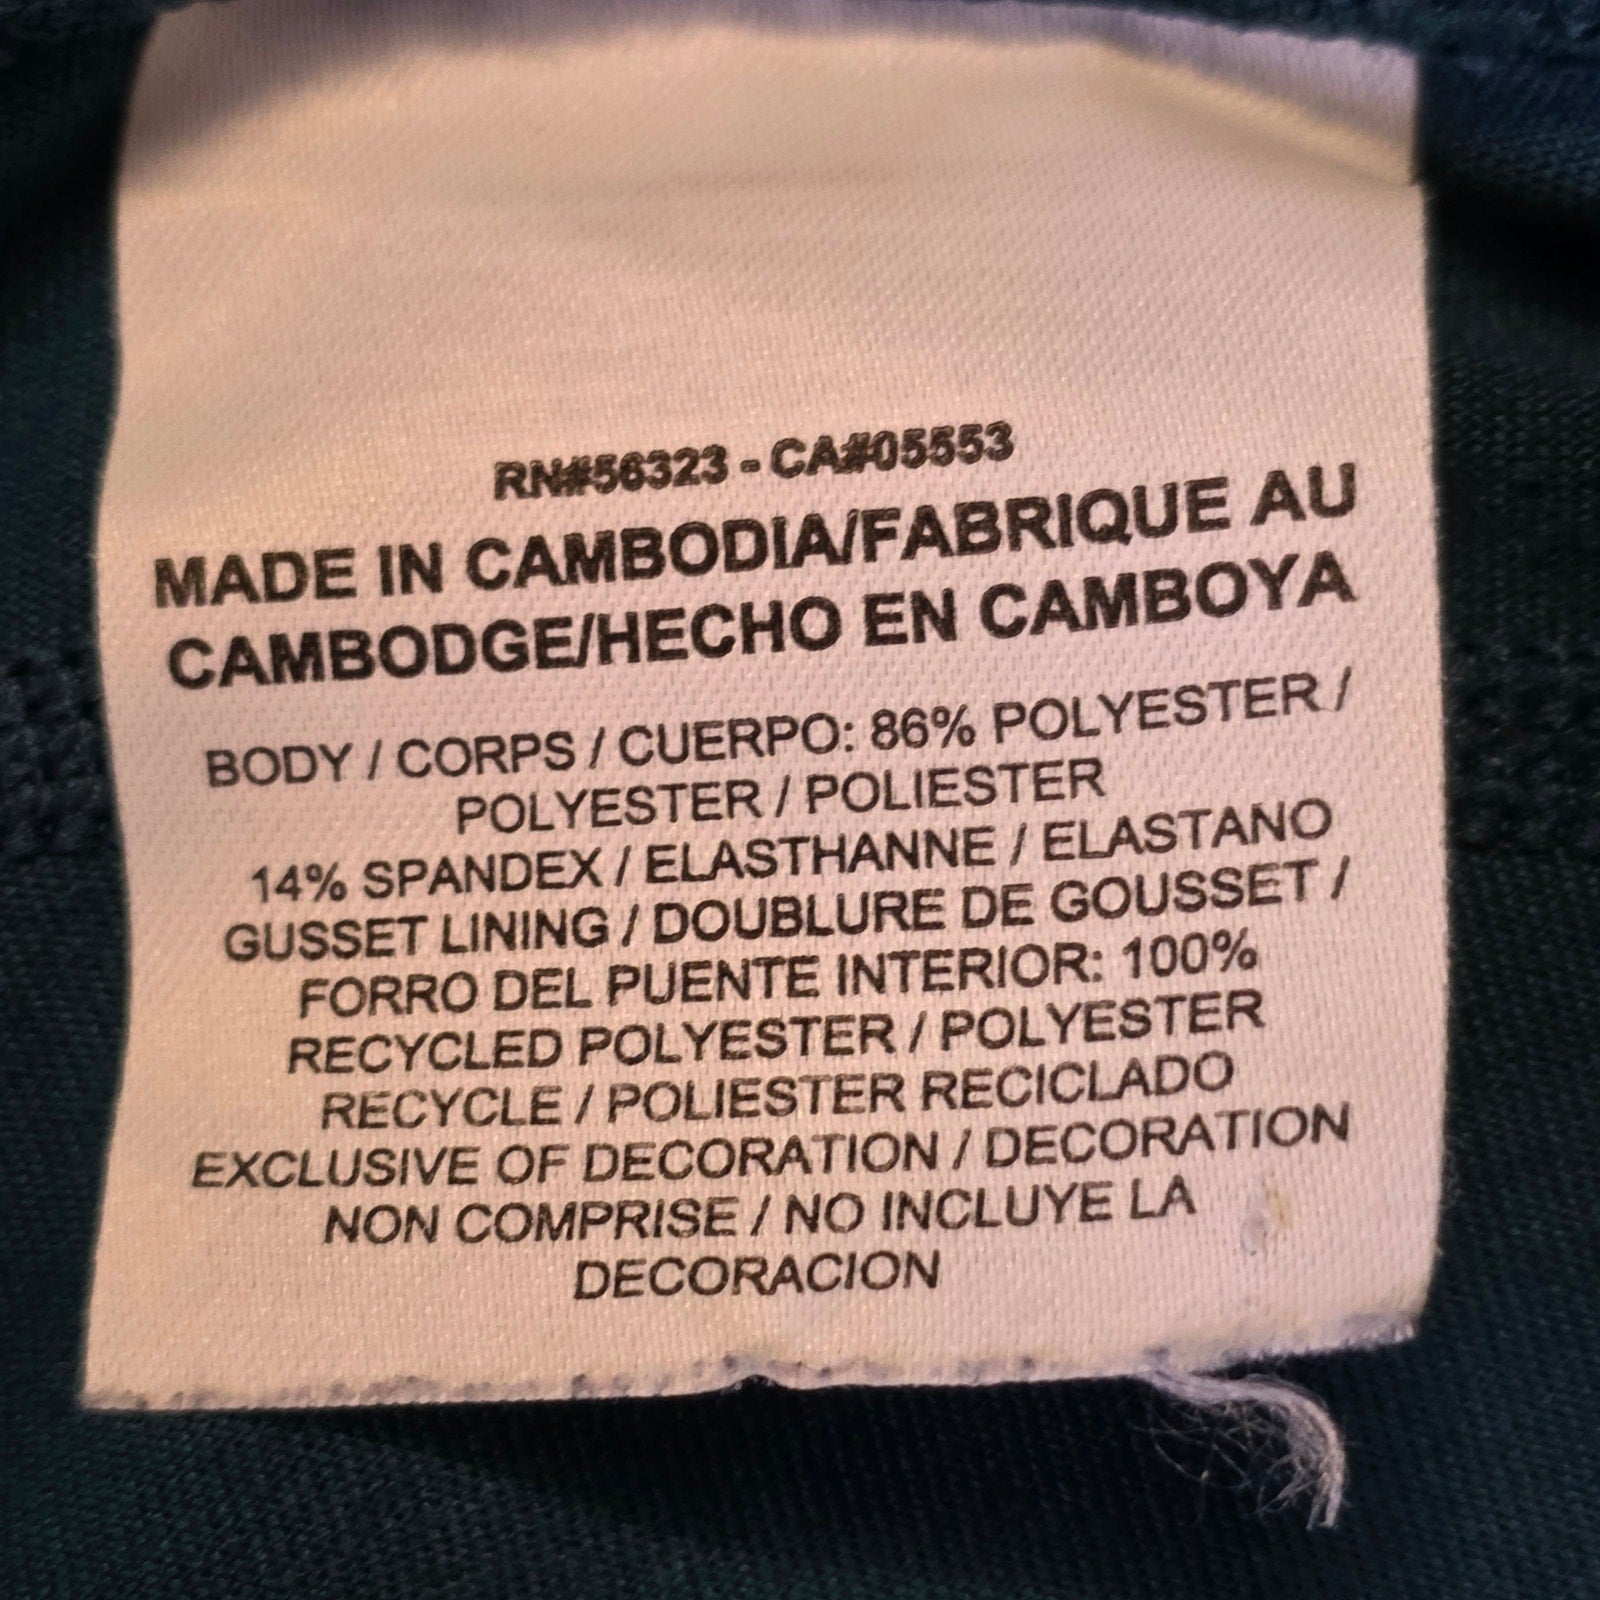 RN#56323 - CA#05553
MADE IN CAMBODIA/FABRIQUE AU
CAMBODGE/HECHO EN CAMBOYA
BODY / CORPS / CUERPO: 86% POLYESTER /
POLYESTER / POLIESTER
14% SPANDEX / ELASTHANNE / ELASTANO
GUSSET LINING / DOUBLURE DE GOUSSET /
FORRO DEL PUENTE INTERIOR: 100%
RECYCLED POLYESTER / POLYESTER
RECYCLE / POLIESTER RECICLADO
EXCLUSIVE OF DECORATION / DECORATION
NON COMPRISE / NO INCLUYE LA
DECORACION